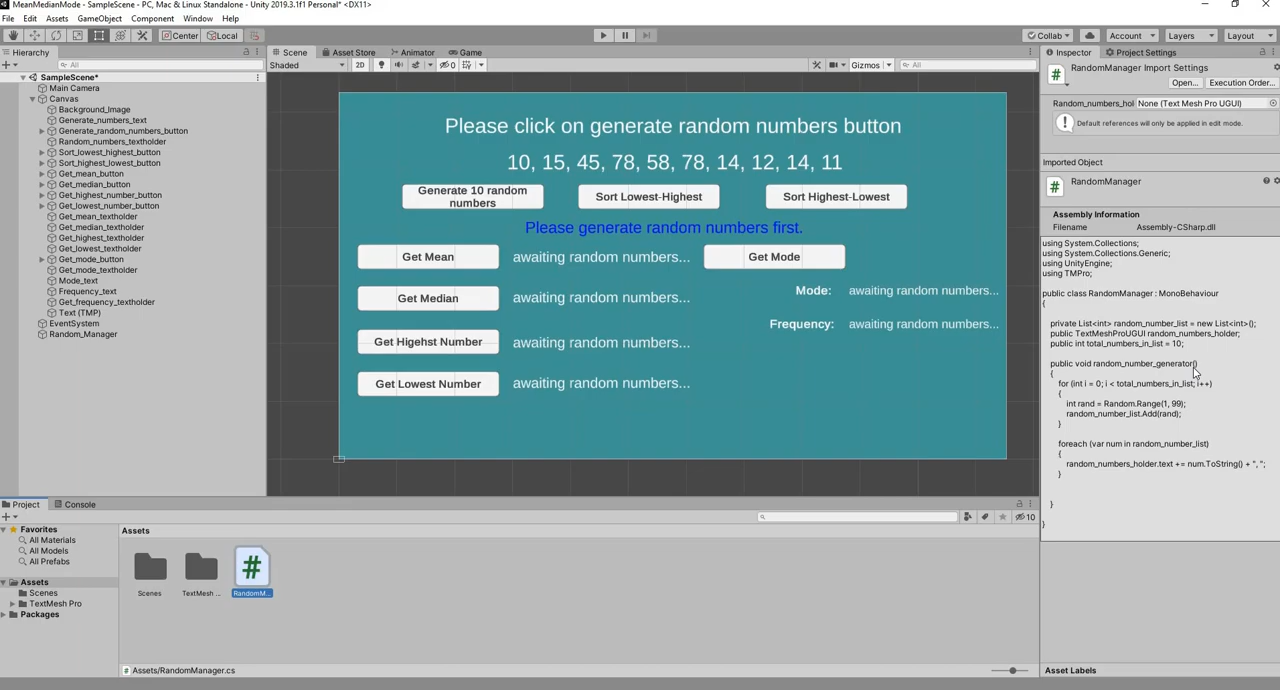 MeanMedianMode - SampleScene - PC, Mac & Linux Standalone - Unity 2019.3.1f1 Personal* <DX11>
File Edit Assets GameObject Component Window Help
Center Local Collab Account Layers Layout
Hierarchy
All
SampleScene*
Main Camera
Canvas
Background_Image
Generate_numbers_text
Generate_random_numbers_button
Random_numbers_textholder
Sort_lowest_highest_button
Sort_highest_lowest_button
Get_mean_button
Get_median_button
Get_highest_number_button
Get_lowest_number_button
Get_mean_textholder
Get_median_textholder
Get_highest_textholder
Get_lowest_textholder
Get_mode_button
Get_mode_textholder
Mode_text
Frequency_text
Get_frequency_textholder
Text (TMP)
EventSystem
Random_Manager
Scene Asset Store Animator Game
Shaded 2D 0 Gizmos All
Please click on generate random numbers button
10, 15, 45, 78, 58, 78, 14, 12, 14, 11
Generate 10 random numbers
Sort Lowest-Highest
Sort Highest-Lowest
Please generate random numbers first.
Get Mean awaiting random numbers... Get Mode
Get Median awaiting random numbers...
Mode: awaiting random numbers...
Frequency: awaiting random numbers...
Get Higehst Number awaiting random numbers...
Get Lowest Number awaiting random numbers...
Inspector Project Settings
RandomManager Import Settings
Open... Execution Order...
Random_numbers_hol None (Text Mesh Pro UGUI)
Default references will only be applied in edit mode.
Imported Object
RandomManager
Assembly Information
Filename Assembly-CSharp.dll
using System.Collections;
using System.Collections.Generic;
using UnityEngine;
using TMPro;
public class RandomManager : MonoBehaviour
{
private List<int> random_number_list = new List<int>();
public TextMeshProUGUI random_numbers_holder;
public int total_numbers_in_list = 10;
public void random_number_generator()
{
for (int i = 0; i < total_numbers_in_list; i++)
{
int rand = Random.Range(1, 99);
random_number_list.Add(rand);
}
foreach (var num in random_number_list)
{
random_numbers_holder.text += num.ToString() + ", ";
}
}
}
Asset Labels
Project Console
10
Favorites
All Materials
All Models
All Prefabs
Assets
Scenes
TextMesh Pro
Packages
Assets
Scenes TextMesh ... RandomM...
Assets/RandomManager.cs